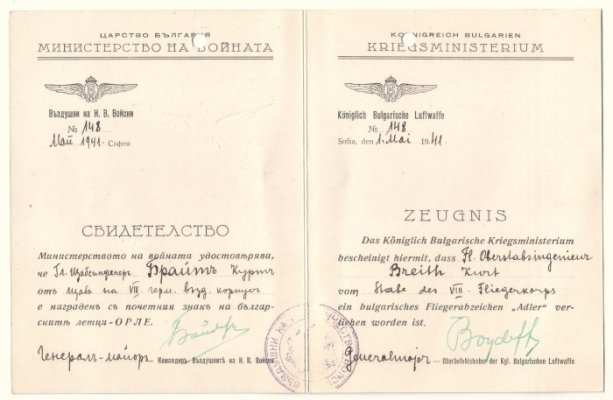 ЦАРСТВО БЪЛГАРИЯ
МИНИСТЕРСТВО НА ВОЙНАТА
Въздушни на Н. В. Войски
№ 148
Май 1941 - София
СВИДЕТЕЛСТВО
Министерството на войната удостовѣрява,
че Гл. Щабсинженеръ Брайтъ Куртъ
отъ щаба на VIII герм. възд. корпусъ
е награденъ съ почетния знакъ на българ-
скитѣ летци - ОРЛЕ.
Генералъ-майоръ Командиръ Въздушнитѣ на Н. В. Войски
KÖNIGREICH BULGARIEN
KRIEGSMINISTERIUM
Königlich Bulgarische Luftwaffe
№ 148
Sofia, den 1. Mai 1941
ZEUGNIS
Das Königlich Bulgarische Kriegsministerium
bescheinigt hiermit, dass Fl. Oberstabsingenieur
Breith Kurt
vom Stabe des VIII. Fliegerkorps
ein bulgarisches Fliegerabzeichen „Adler“ ver-
liehen worden ist.
Boydeff
Generalmajor - Oberbefehlshaber der Kgl. Bulgarischen Luftwaffe